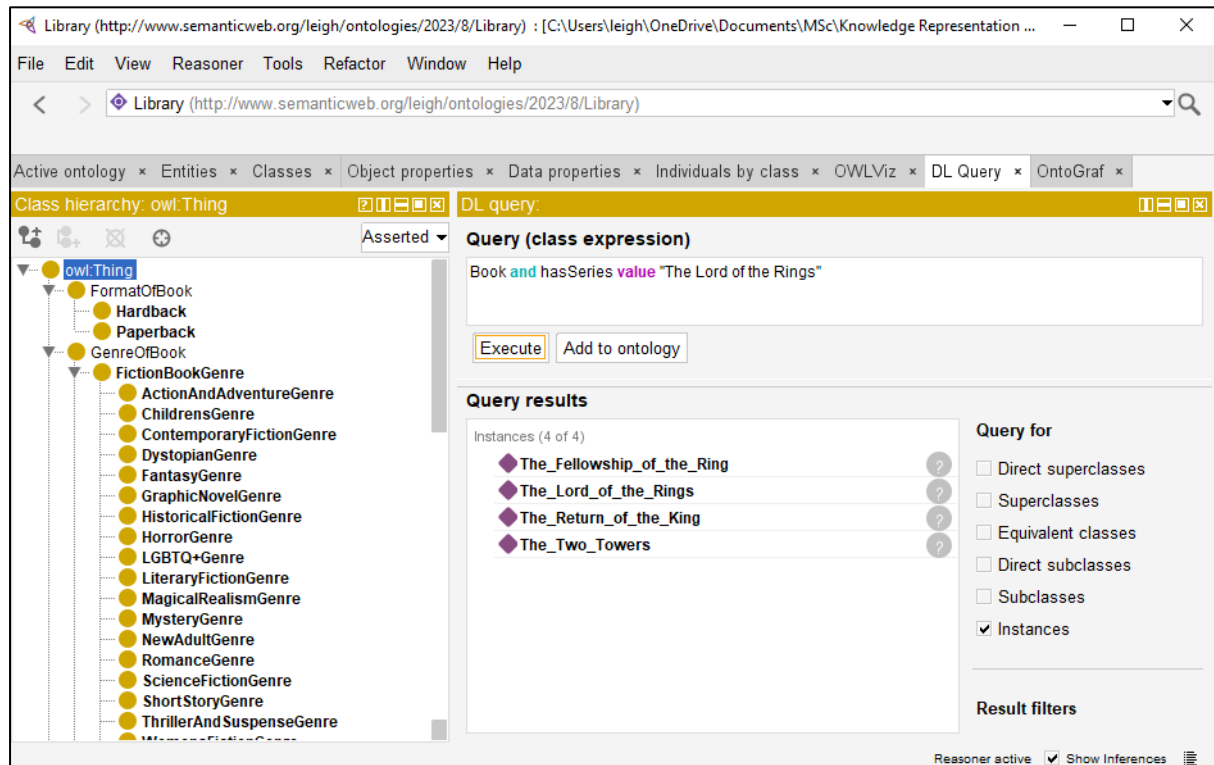 Library (http://www.semanticweb.org/leigh/ontologies/2023/8/Library) : [C:\Users\leigh\OneDrive\Documents\MSc\Knowledge Representation ...
File Edit View Reasoner Tools Refactor Window Help
Library (http://www.semanticweb.org/leigh/ontologies/2023/8/Library)
Active ontology × Entities × Classes × Object properties × Data properties × Individuals by class × OWLViz × DL Query × OntoGraf ×
Class hierarchy: owl:Thing
Asserted
owl:Thing
FormatOfBook
Hardback
Paperback
GenreOfBook
FictionBookGenre
ActionAndAdventureGenre
ChildrensGenre
ContemporaryFictionGenre
DystopianGenre
FantasyGenre
GraphicNovelGenre
HistoricalFictionGenre
HorrorGenre
LGBTQ+Genre
LiteraryFictionGenre
MagicalRealismGenre
MysteryGenre
NewAdultGenre
RomanceGenre
ScienceFictionGenre
ShortStoryGenre
ThrillerAndSuspenseGenre
DL query:
Query (class expression)
Book and hasSeries value "The Lord of the Rings"
Execute Add to ontology
Query results
Instances (4 of 4)
The_Fellowship_of_the_Ring ?
The_Lord_of_the_Rings ?
The_Return_of_the_King ?
The_Two_Towers ?
Query for
Direct superclasses
Superclasses
Equivalent classes
Direct subclasses
Subclasses
Instances
Result filters
Reasoner active Show Inferences